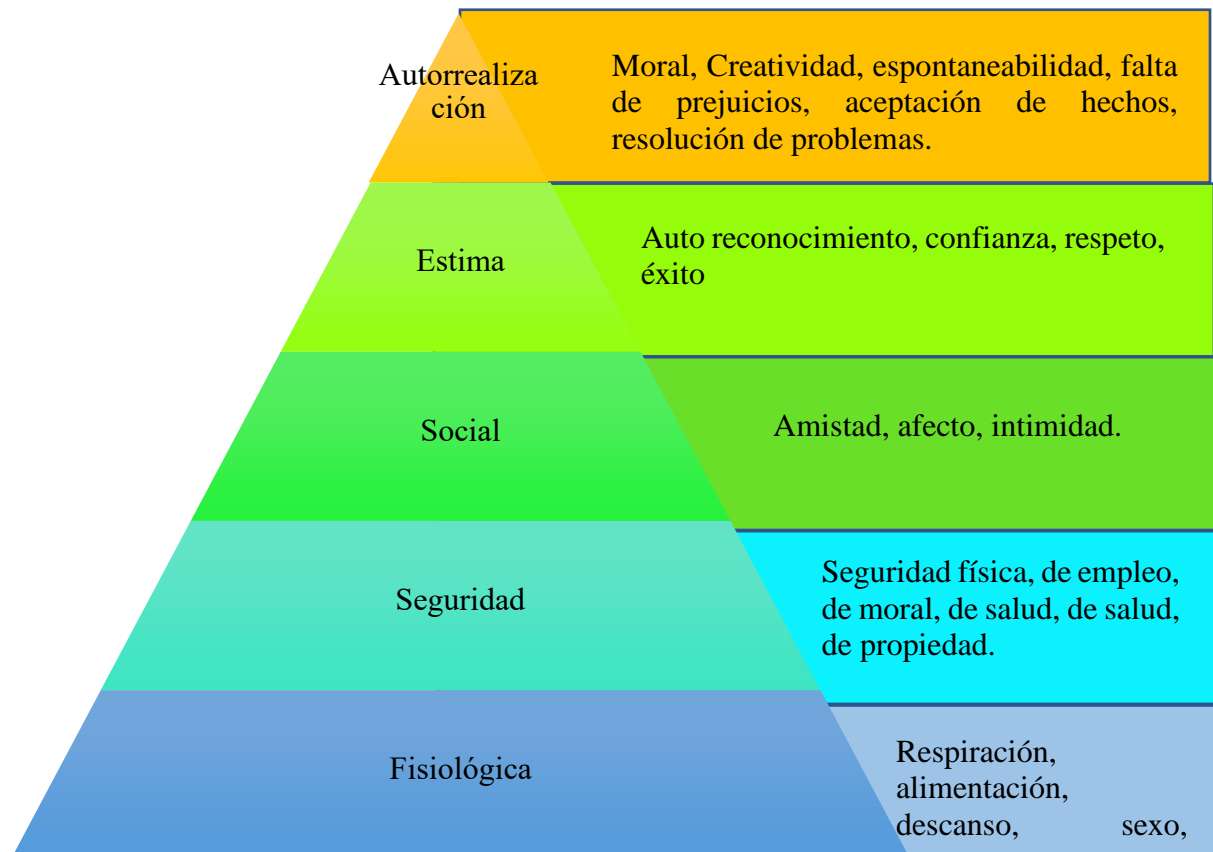 Autorrealiza
ción
Moral, Creatividad, espontaneabilidad, falta
de prejuicios, aceptación de hechos,
resolución de problemas.
Estima
Auto reconocimiento, confianza, respeto,
éxito
Social
Amistad, afecto, intimidad.
Seguridad
Seguridad física, de empleo,
de moral, de salud, de salud,
de propiedad.
Fisiológica
Respiración,
alimentación,
descanso, sexo,